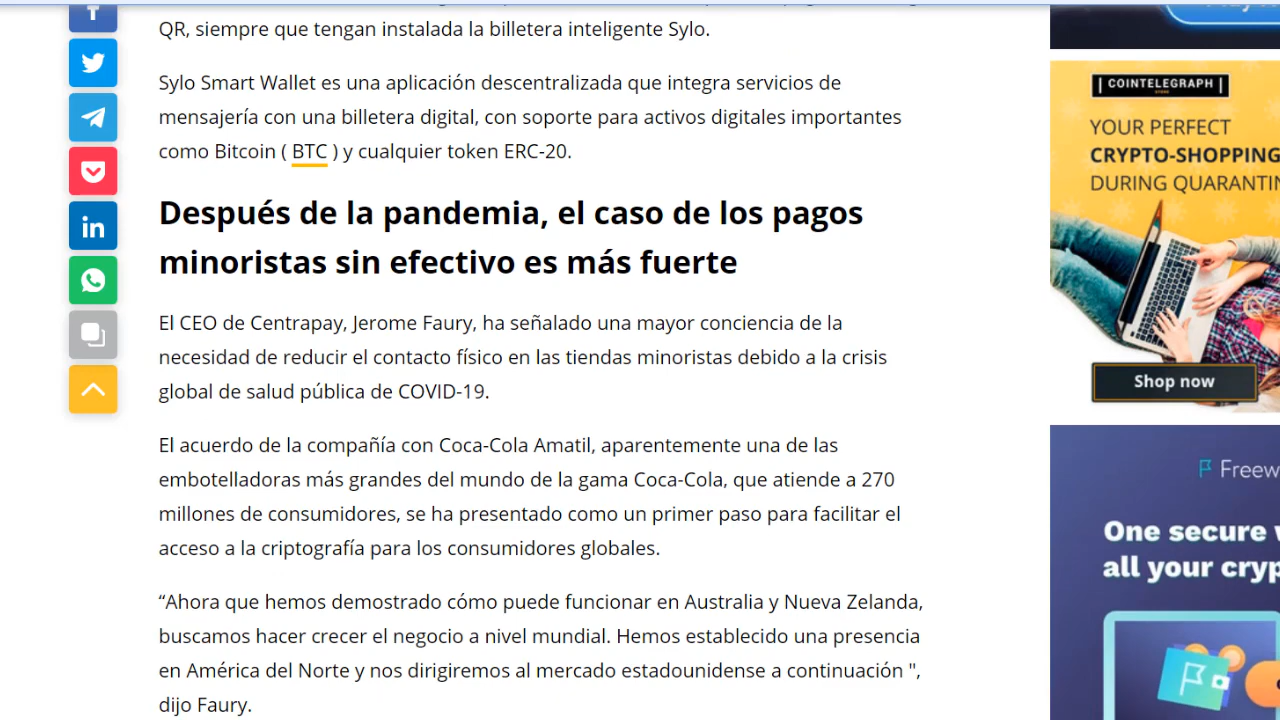 QR, siempre que tengan instalada la billetera inteligente Sylo.
Sylo Smart Wallet es una aplicación descentralizada que integra servicios de
mensajería con una billetera digital, con soporte para activos digitales importantes
como Bitcoin ( BTC ) y cualquier token ERC-20.
Después de la pandemia, el caso de los pagos
minoristas sin efectivo es más fuerte
El CEO de Centrapay, Jerome Faury, ha señalado una mayor conciencia de la
necesidad de reducir el contacto físico en las tiendas minoristas debido a la crisis
global de salud pública de COVID-19.
El acuerdo de la compañía con Coca-Cola Amatil, aparentemente una de las
embotelladoras más grandes del mundo de la gama Coca-Cola, que atiende a 270
millones de consumidores, se ha presentado como un primer paso para facilitar el
acceso a la criptografía para los consumidores globales.
“Ahora que hemos demostrado cómo puede funcionar en Australia y Nueva Zelanda,
buscamos hacer crecer el negocio a nivel mundial. Hemos establecido una presencia
en América del Norte y nos dirigiremos al mercado estadounidense a continuación ",
dijo Faury.
COINTELEGRAPH
YOUR PERFECT
CRYPTO-SHOPPING
DURING QUARANTIN
Shop now
Freew
One secure
all your cryp